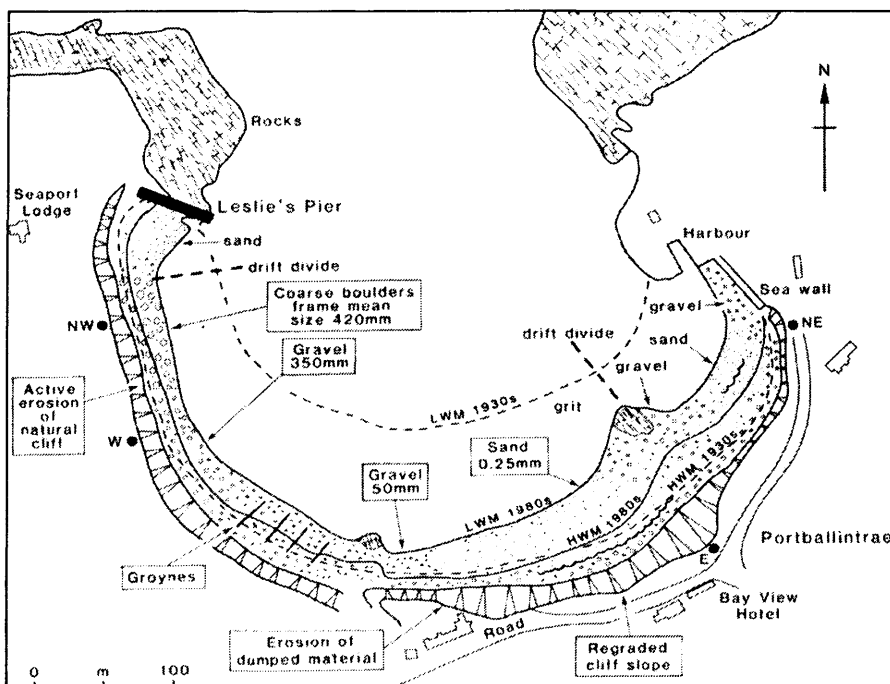 N
Rocks
Seaport
Lodge
Leslie's Pier
sand
Harbour
drift divide
Sea wall
Coarse boulders
frame mean
size 420mm
gravel
NE
NW
drift divide
sand
Gravel
350mm
gravel
Active
erosion
of
natural
cliff
LWM 1930s
grit
W
Sand
0.25mm
Gravel
50mm
HWM 1930s
LWM 1980s
HWM 1980s
Portballintrae
E
Groynes
Bay View
Hotel
Road
Erosion of
dumped material
Regraded
cliff slope
0 m 100